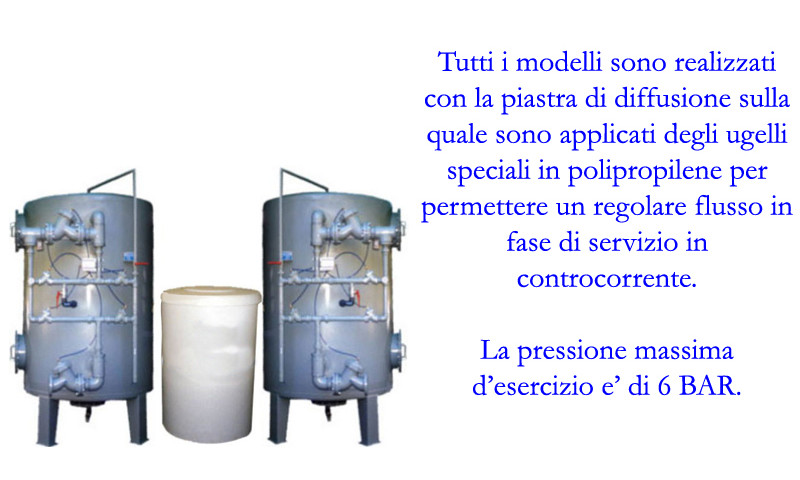 Tutti i modelli sono realizzati
con la piastra di diffusione sulla
quale sono applicati degli ugelli
speciali in polipropilene per
permettere un regolare flusso in
fase di servizio in
controcorrente.
La pressione massima
d’esercizio e’ di 6 BAR.